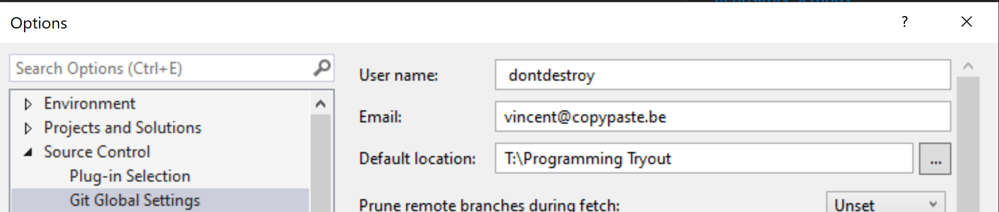 Options
?
Search Options (Ctrl+E)
Environment
Projects and Solutions
Source Control
Plug-in Selection
Git Global Settings
User name: dontdestroy
Email: vincent@copypaste.be
Default location: T:\Programming Tryout ...
Prune remote branches during fetch: Unset